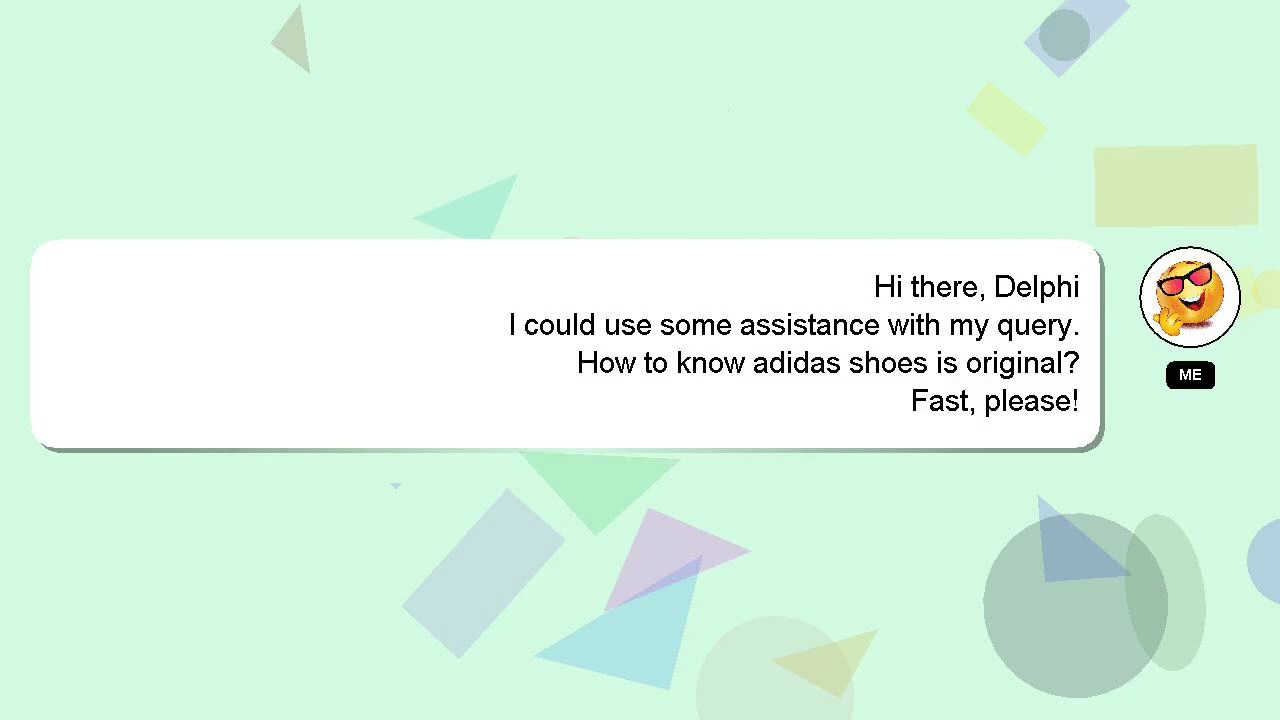 Hi there, Delphi
I could use some assistance with my query.
How to know adidas shoes is original?
Fast, please!
ME